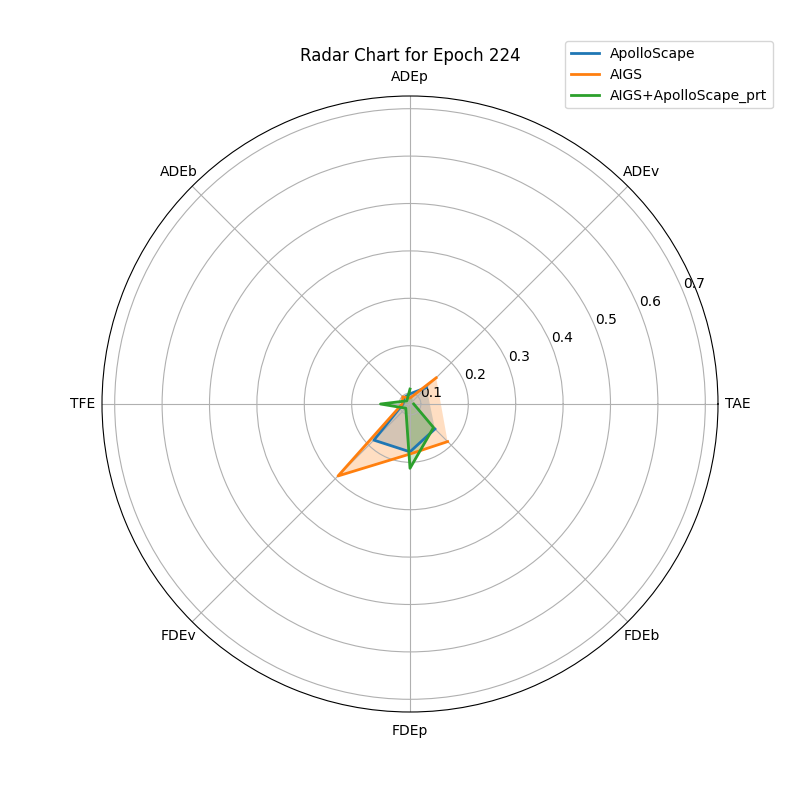 Radar Chart for Epoch 224
ApolloScape
AIGS
AIGS+ApolloScape_prt
ADEp
ADEb
ADEv
0.7
0.6
0.5
0.4
0.3
0.2
0.1
TFE
TAE
FDEv
FDEb
FDEp